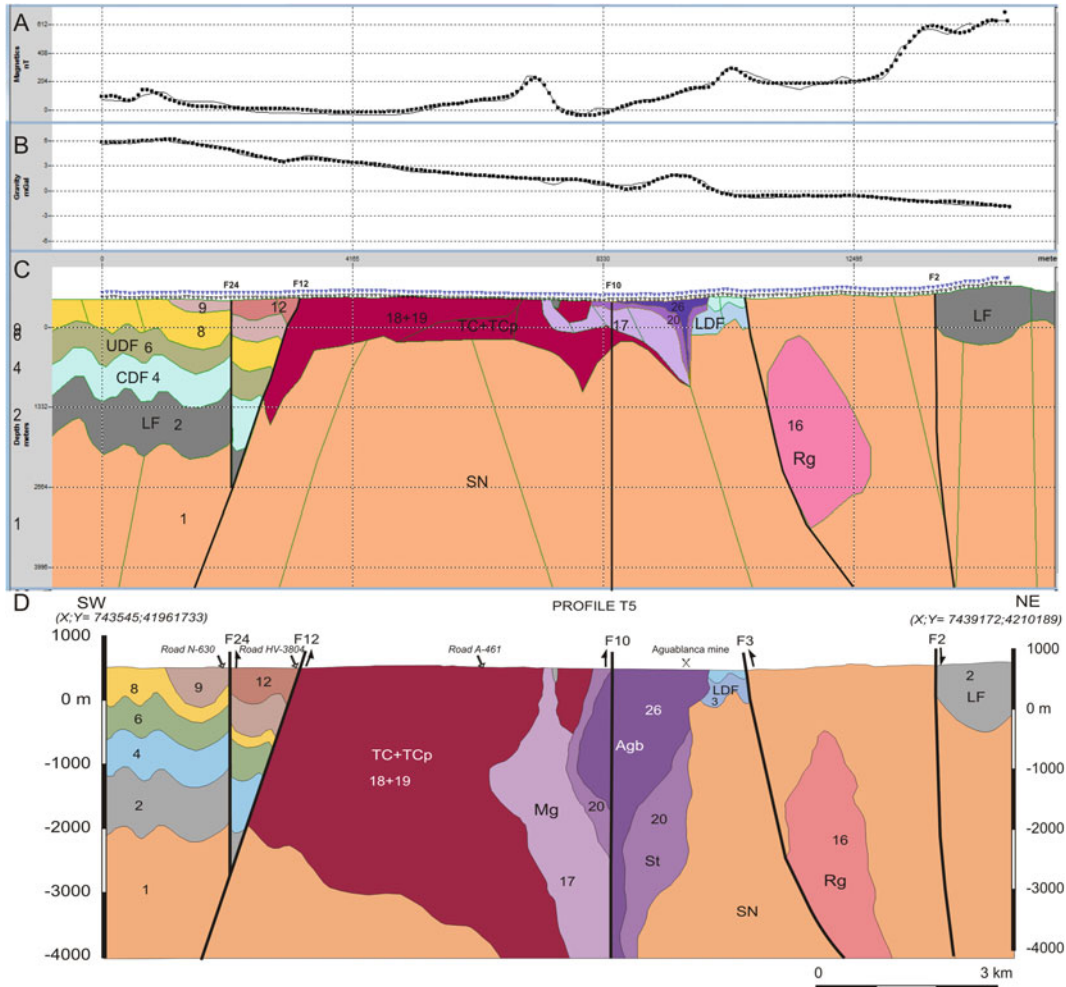 A
Magnetics
nT
612
408
204
0
B
Gravity
mGal
6
3
0
-3
-6
C
0
4165
8330
12495
meters
F24
F12
F10
F2
9
12
8
18+19
TC+TCp
17
26
20
LDF
LF
0
UDF 6
4
CDF 4
1332
2
Depth
meters
LF 2
16
Rg
2664
SN
1
1
3996
D
SW
PROFILE T5
NE
(X;Y= 743545;41961733)
(X;Y= 7439172;4210189)
1000
F24
F12
F10
F3
F2
1000
Road N-630
Road HV-3804
Road A-461
Aguablanca mine
X
8
9
12
2
LF
LDF
3
0 m
0 m
6
26
TC+TCp
Agb
4
-1000
-1000
18+19
Mg
20
20
2
-2000
-2000
16
St
17
Rg
1
SN
-3000
-3000
-4000
-4000
0
3 km